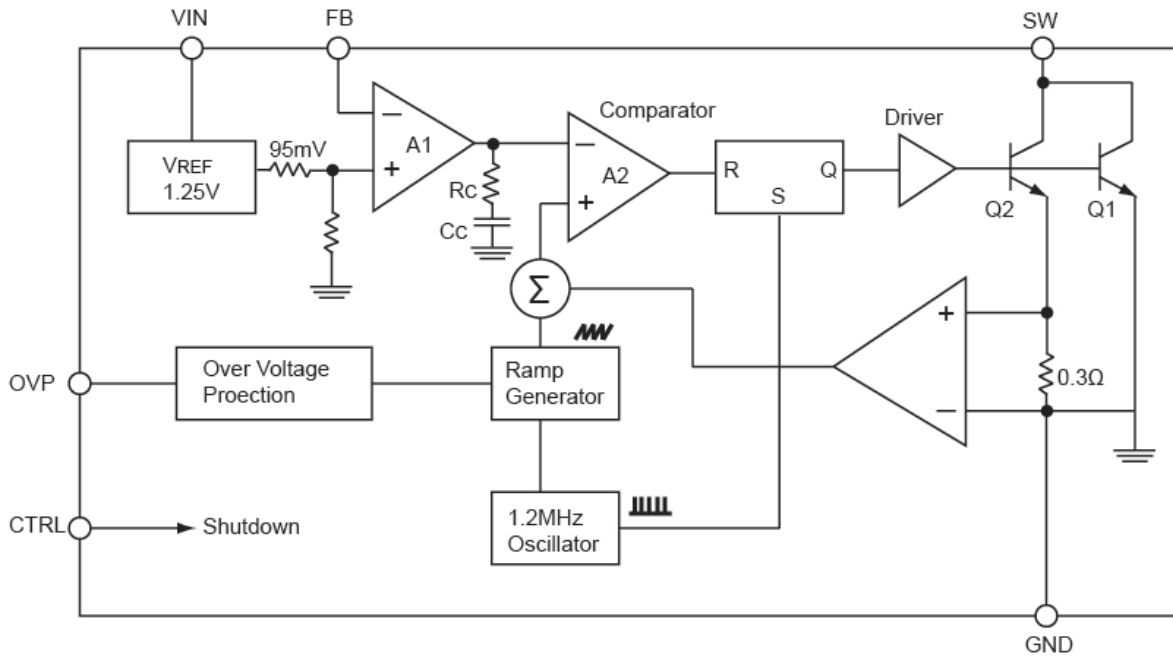 VIN
FB
SW
VREF
1.25V
95mV
−
+
A1
Rc
Cc
Comparator
−
+
A2
R
Q
S
Driver
Q2
Q1
Σ
+
−
0.3Ω
OVP
Over Voltage
Proection
Ramp
Generator
CTRL
Shutdown
1.2MHz
Oscillator
GND